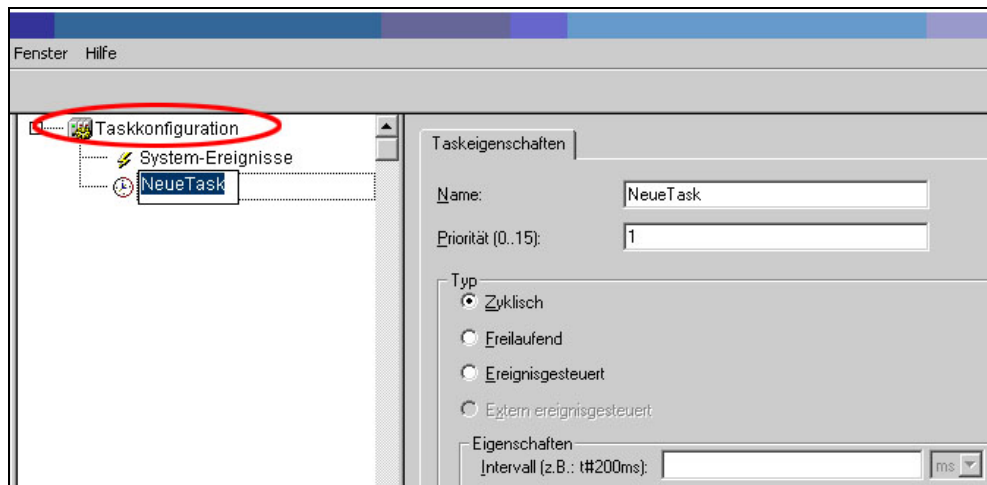 Fenster Hilfe
Taskkonfiguration
System-Ereignisse
NeueTask
Taskeigenschaften
Name: NeueTask
Priorität (0..15): 1
Typ
Zyklisch
Freilaufend
Ereignisgesteuert
Extern ereignisgesteuert
Eigenschaften
Intervall (z.B.: t#200ms): ms